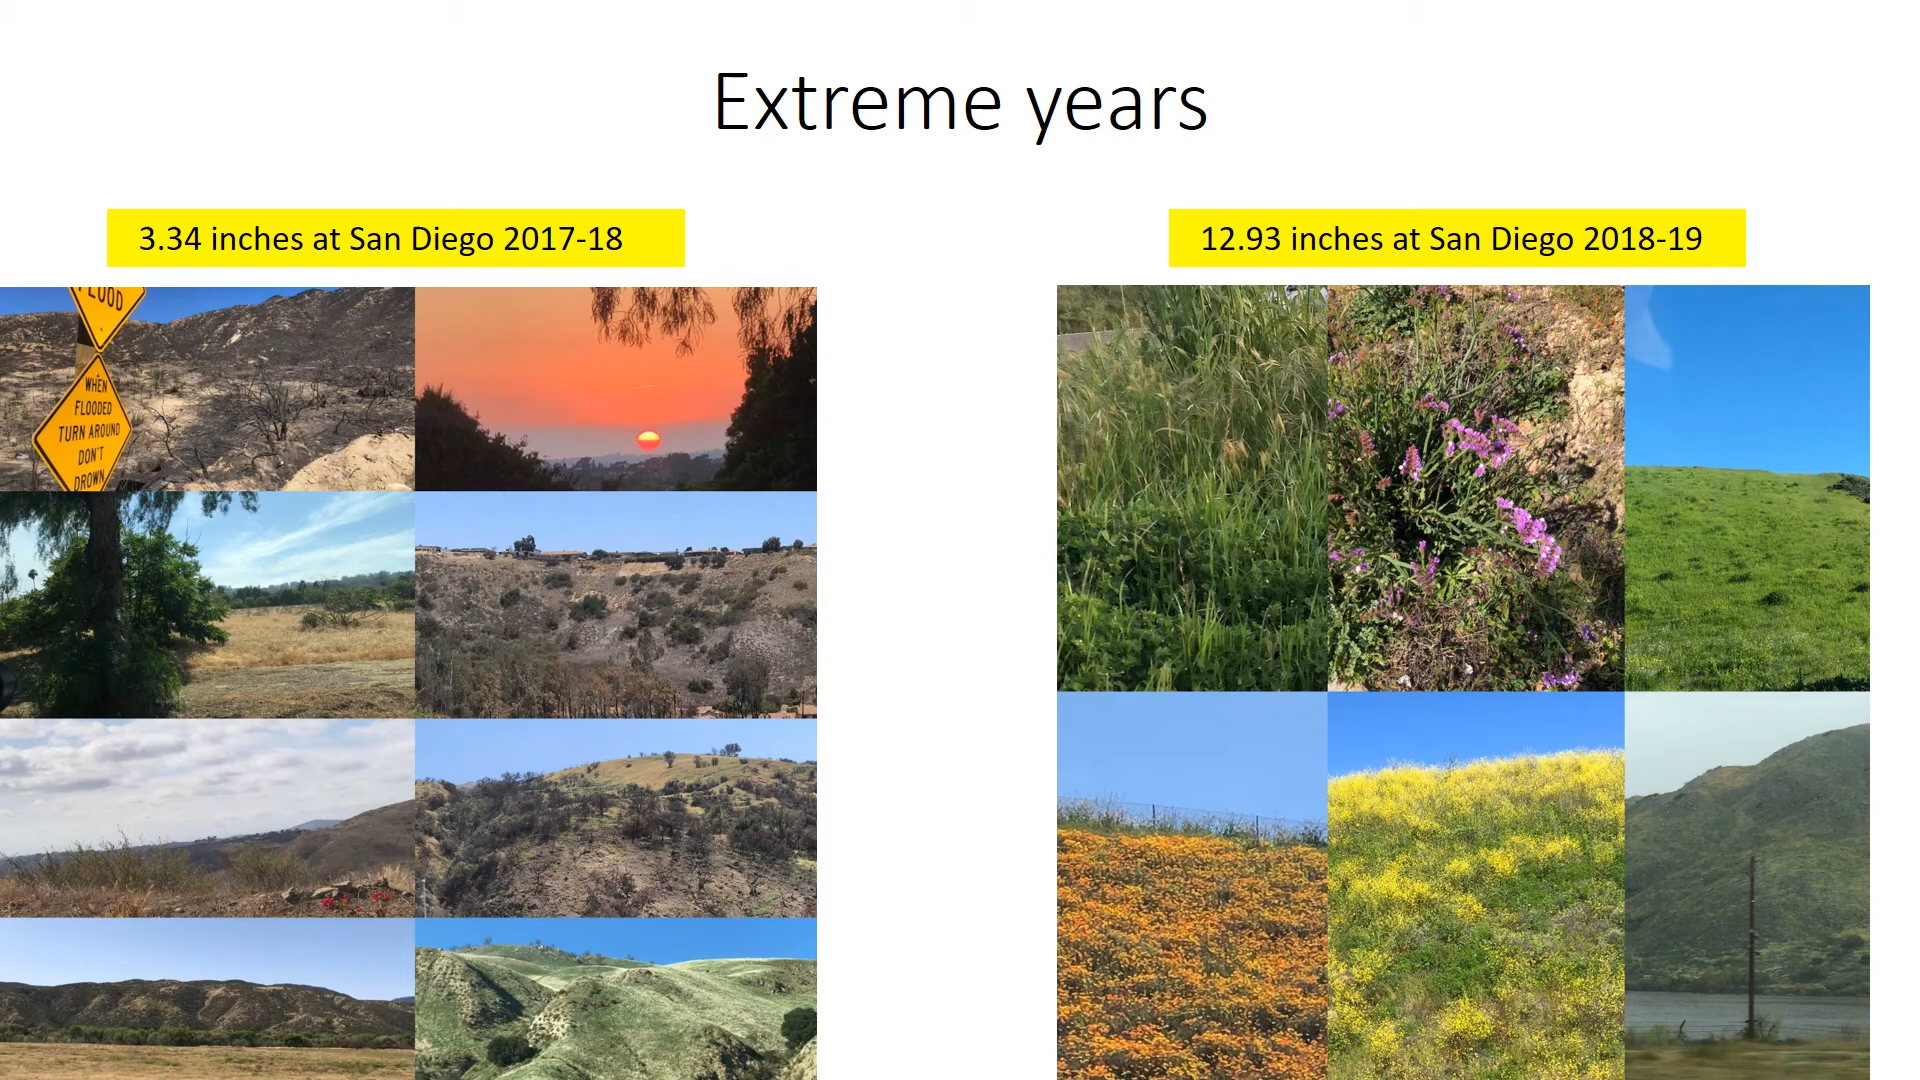 Extreme years
3.34 inches at San Diego 2017-18
12.93 inches at San Diego 2018-19
FLOOD
WHEN
FLOODED
TURN AROUND
DON'T
DROWN